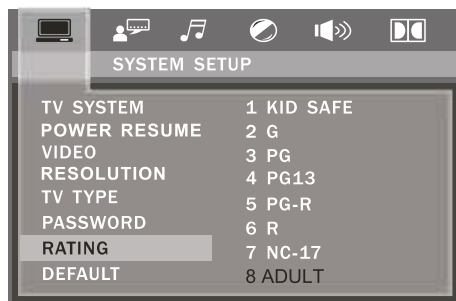 SYSTEM SETUP
TV SYSTEM
POWER RESUME
VIDEO
RESOLUTION
TV TYPE
PASSWORD
RATING
DEFAULT
1 KID SAFE
2 G
3 PG
4 PG13
5 PG-R
6 R
7 NC-17
8 ADULT